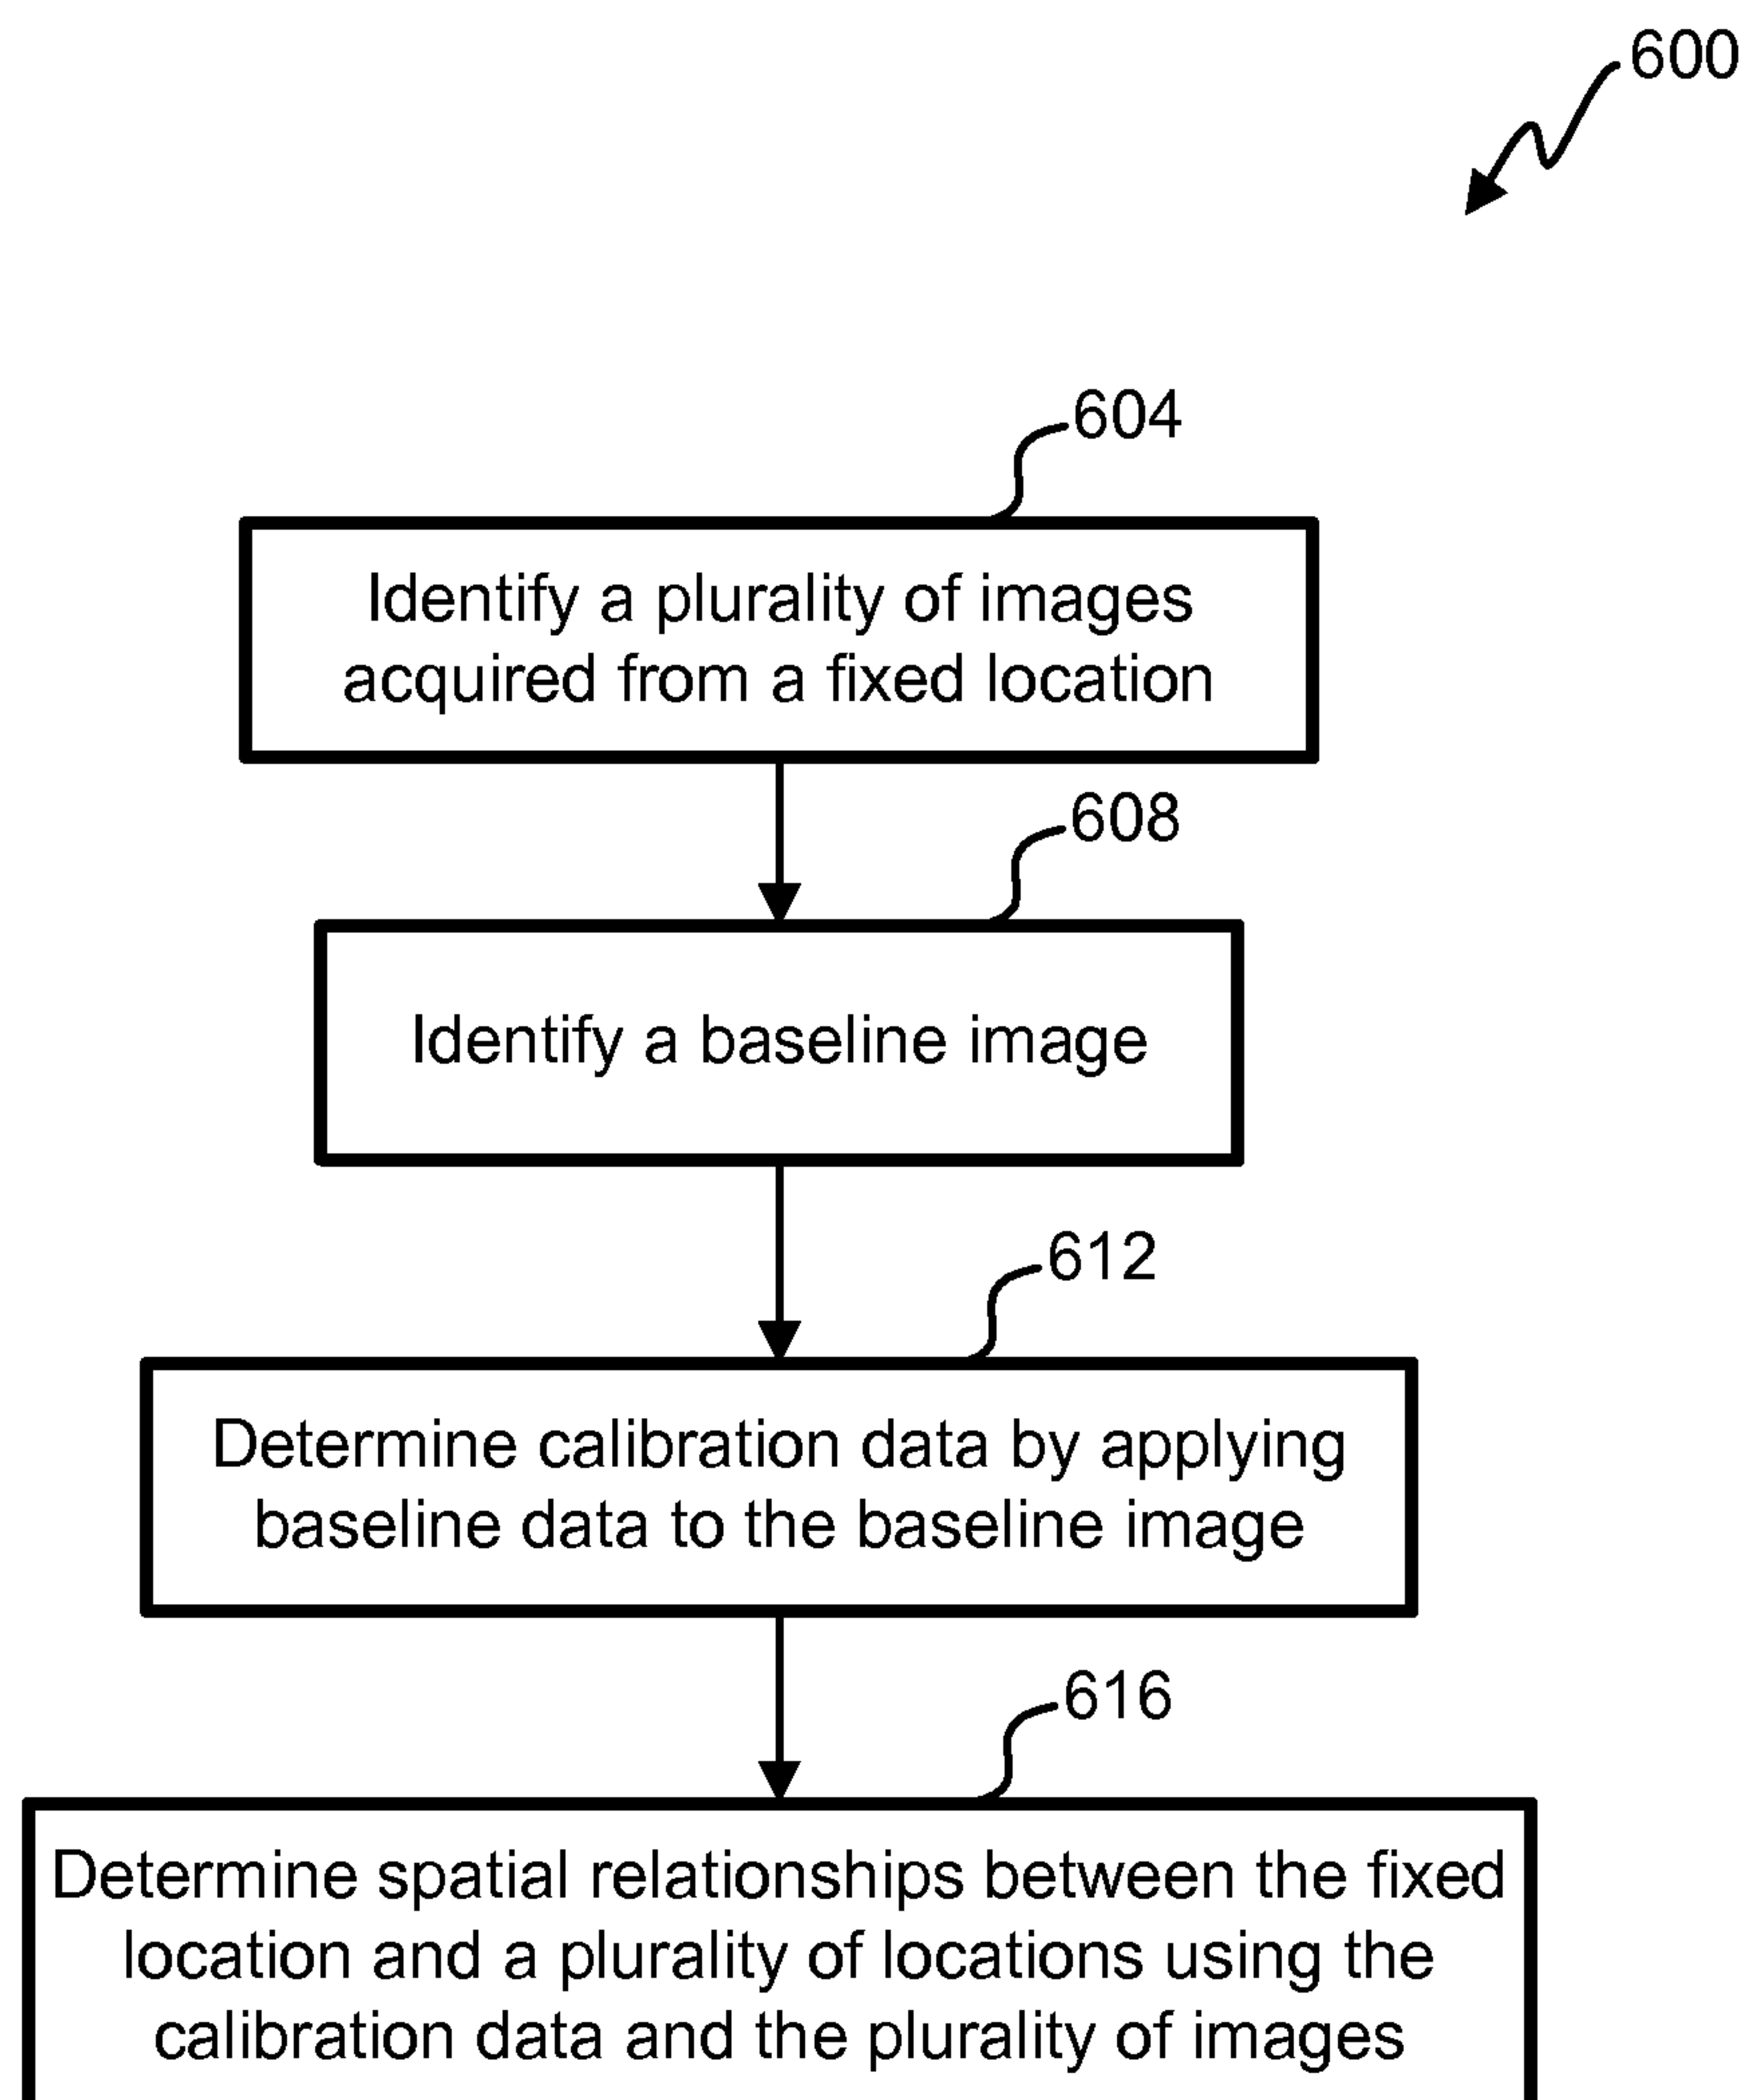 600
604
Identify a plurality of images
acquired from a fixed location
608
Identify a baseline image
612
Determine calibration data by applying
baseline data to the baseline image
616
Determine spatial relationships between the fixed
location and a plurality of locations using the
calibration data and the plurality of images